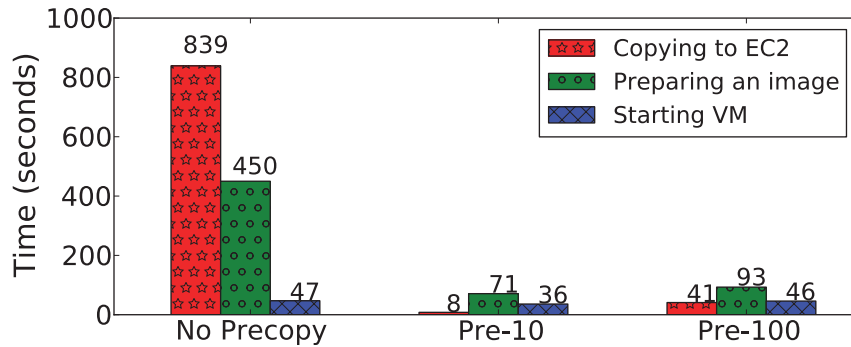 Time (seconds)
1000
800
600
400
200
0
839
450
47
8
71
36
41
93
46
No Precopy
Pre-10
Pre-100
Copying to EC2
Preparing an image
Starting VM